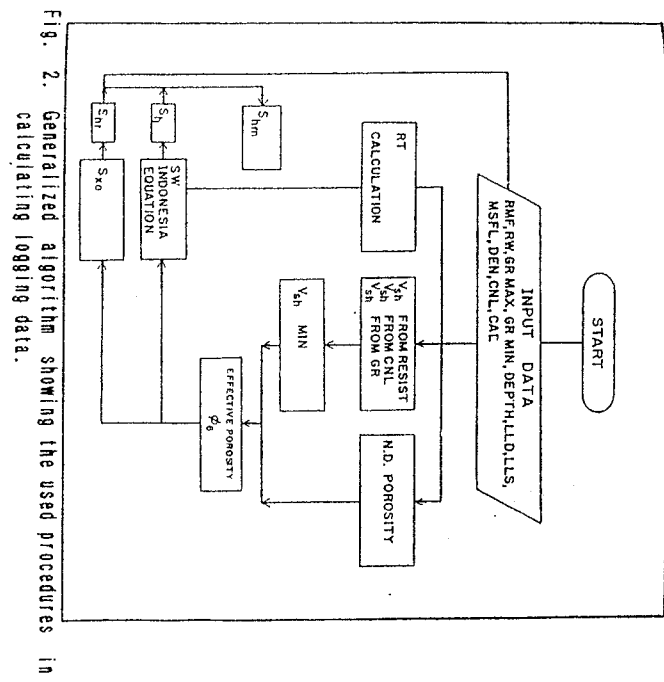 START
INPUT DATA
RMF,RW,GR MAX, GR MIN, DEPTH,LLD,LLS,
MSFL, DEN,CNL,CAL
RT
CALCULATION
Vsh FROM RESIST
Vsh FROM CNL
Vsh FROM GR
N.D. POROSITY
Vsh MIN
EFFECTIVE POROSITY
SW
INDONESIA
EQUATION
Sxo
Shm
Sh
Shr
Fig. 2. Generalized algorithm showing the used procedures in
calculating logging data.